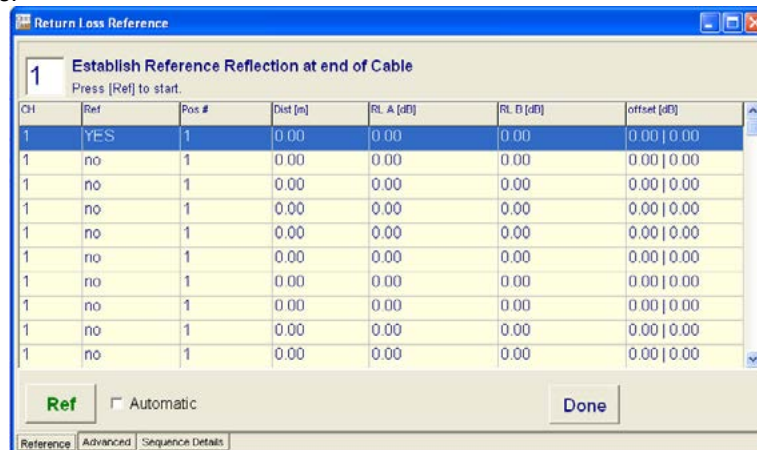 Return Loss Reference
1
Establish Reference Reflection at end of Cable
Press [Ref] to start.
CH Ref Pos # Dist [m] RL A [dB] RL B [dB] offset [dB]
1 YES 1 0.00 0.00 0.00 0.00 | 0.00
1 no 1 0.00 0.00 0.00 0.00 | 0.00
1 no 1 0.00 0.00 0.00 0.00 | 0.00
1 no 1 0.00 0.00 0.00 0.00 | 0.00
1 no 1 0.00 0.00 0.00 0.00 | 0.00
1 no 1 0.00 0.00 0.00 0.00 | 0.00
1 no 1 0.00 0.00 0.00 0.00 | 0.00
1 no 1 0.00 0.00 0.00 0.00 | 0.00
1 no 1 0.00 0.00 0.00 0.00 | 0.00
1 no 1 0.00 0.00 0.00 0.00 | 0.00
Ref Automatic Done
Reference Advanced Sequence Details